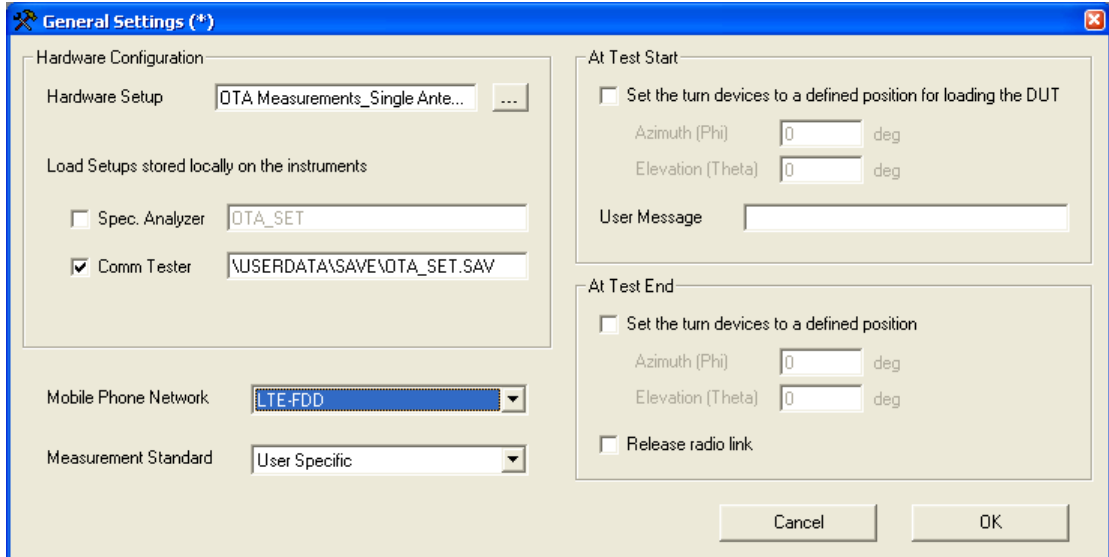 General Settings (*)
Hardware Configuration
Hardware Setup OTA Measurements_Single Ante... ...
Load Setups stored locally on the instruments
Spec. Analyzer OTA_SET
Comm Tester \USERDATA\SAVE\OTA_SET.SAV
Mobile Phone Network LTE-FDD
Measurement Standard User Specific
At Test Start
Set the turn devices to a defined position for loading the DUT
Azimuth (Phi) 0 deg
Elevation (Theta) 0 deg
User Message
At Test End
Set the turn devices to a defined position
Azimuth (Phi) 0 deg
Elevation (Theta) 0 deg
Release radio link
Cancel OK